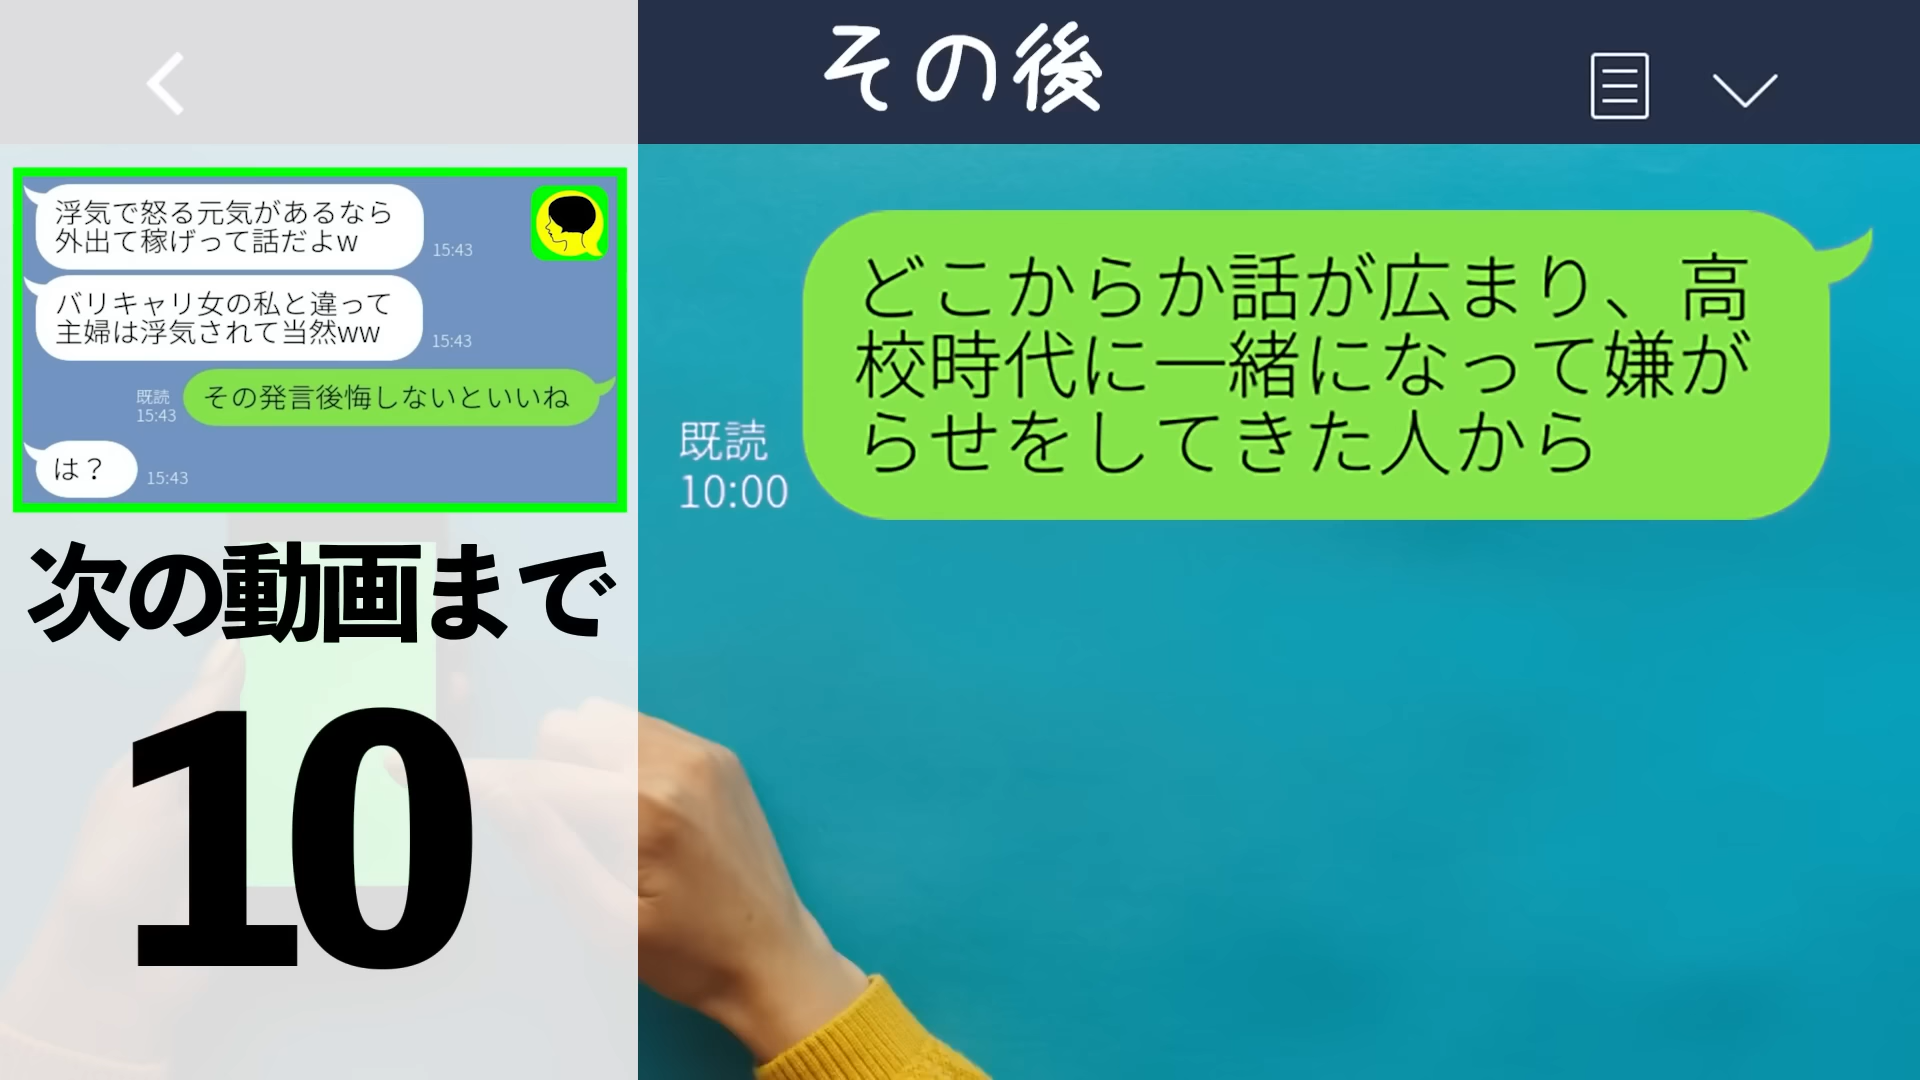 その後
浮気で怒る元気があるなら
外出て稼げって話だよw
15:43
バリキャリ女の私と違って
主婦は浮気されて当然ww
15:43
既読
15:43
その発言後悔しないといいね
は？
15:43
次の動画まで
10
どこからか話が広まり、高
校時代に一緒になって嫌が
らせをしてきた人から
既読
10:00